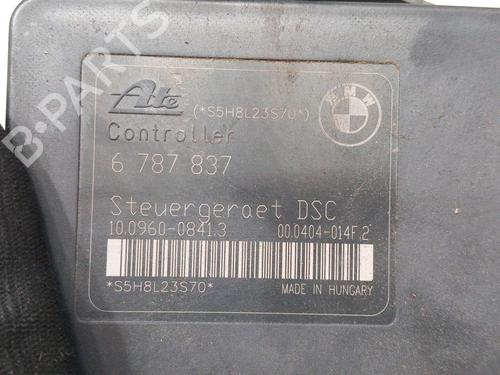 Ate (*S5H8L23S70*) BMW
Controller
6 787 837
Steuergeraet DSC
10.0960-0841.3 00.0404-014F.2
*S5H8L23S70* MADE IN HUNGARY